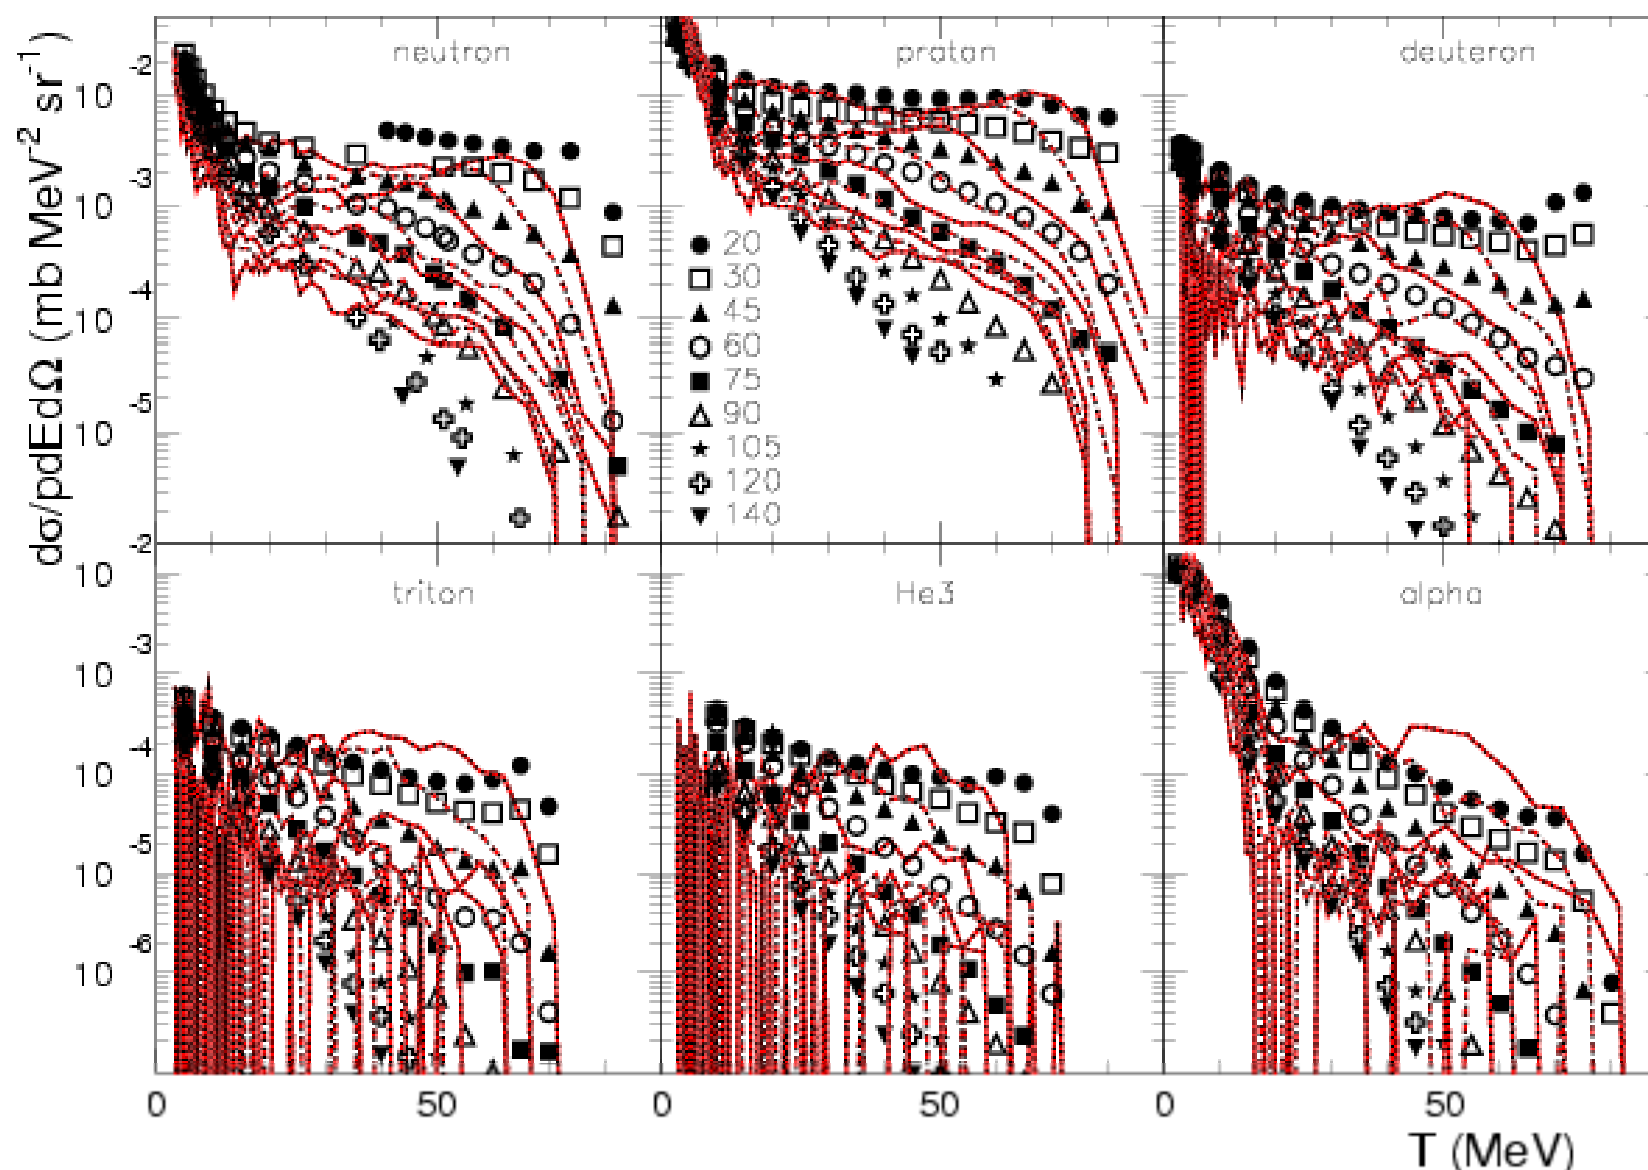 dσ/pdEdΩ (mb MeV⁻² sr⁻¹)
neutron
proton
deuteron
10⁻²
10⁻³
10⁻⁴
10⁻⁵
20
30
45
60
75
90
105
120
140
triton
He3
alpha
10⁻²
10⁻³
10⁻⁴
10⁻⁵
10⁻⁶
0 50 0 50 0 50
T (MeV)